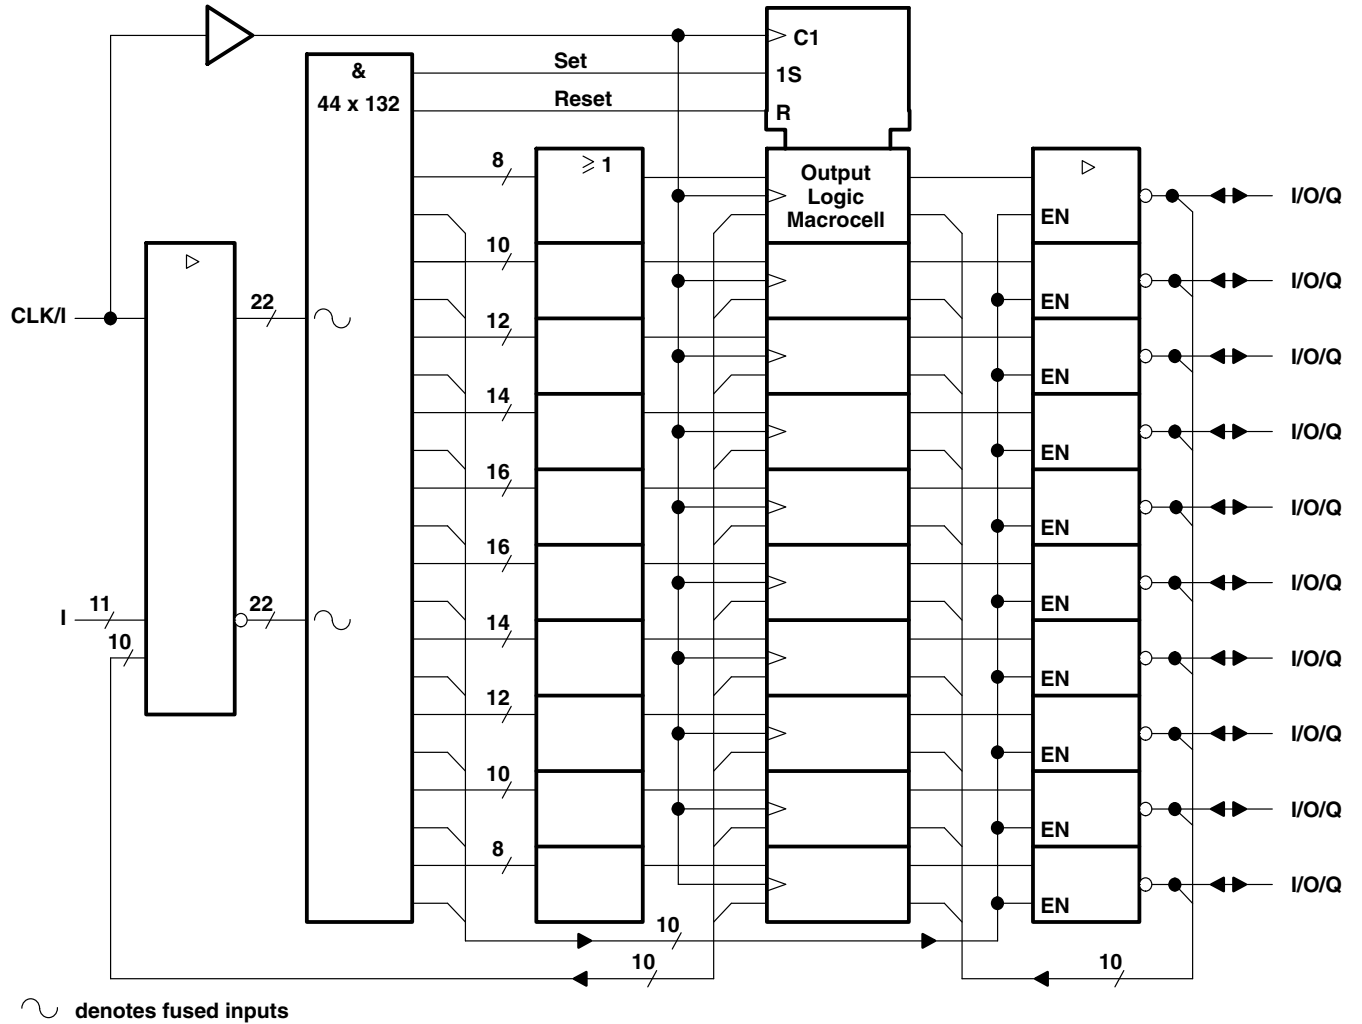 C1
Set
1S
&
44 x 132
Reset
R
8
≥ 1
Output
Logic
Macrocell
I/O/Q
EN
10
I/O/Q
EN
CLK/I
22
12
I/O/Q
EN
14
I/O/Q
EN
16
I/O/Q
EN
16
I/O/Q
EN
I
11
22
10
14
I/O/Q
EN
12
I/O/Q
EN
10
I/O/Q
EN
8
I/O/Q
EN
10
10
10
denotes fused inputs